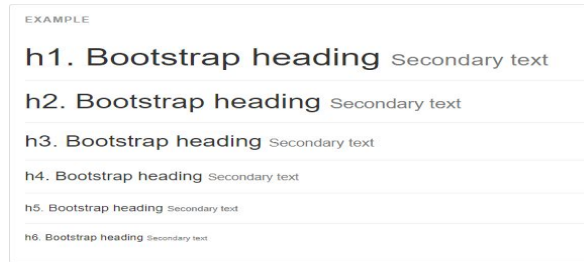 EXAMPLE
h1. Bootstrap heading Secondary text
h2. Bootstrap heading Secondary text
h3. Bootstrap heading Secondary text
h4. Bootstrap heading Secondary text
h5. Bootstrap heading Secondary text
h6. Bootstrap heading Secondary text